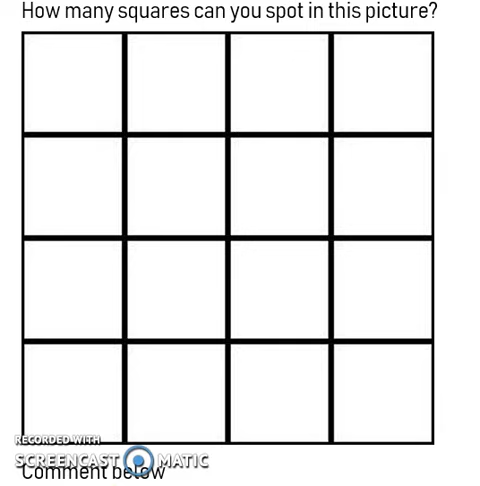 How many squares can you spot in this picture?
RECORDED WITH
SCREENCAST MATIC
Comment below